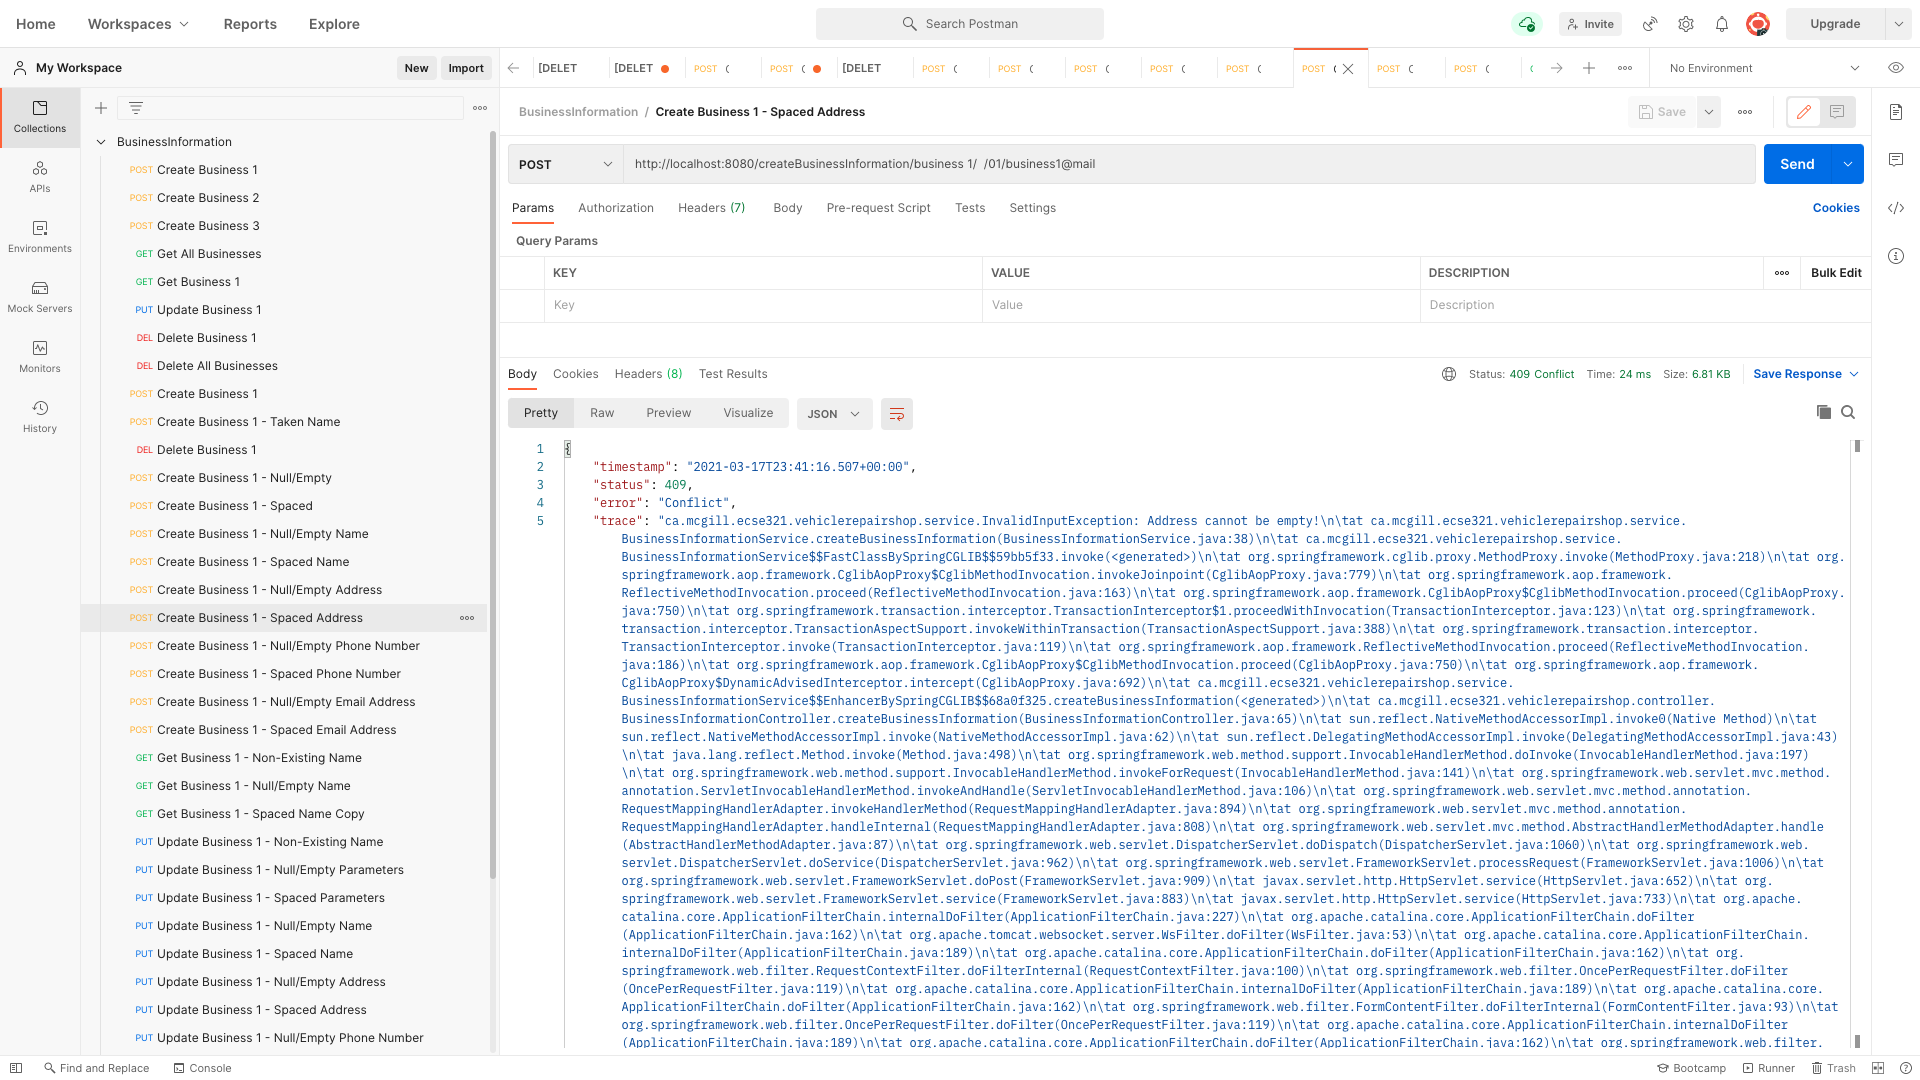 Home
Workspaces
Reports
Explore
Search Postman
Invite
Upgrade
My Workspace
New
Import
[DELET
[DELET
POST (
POST (
[DELET
POST (
POST (
POST (
POST (
POST (
POST (
POST (
POST (
No Environment
Collections
APIs
Environments
Mock Servers
Monitors
History
BusinessInformation
POST Create Business 1
POST Create Business 2
POST Create Business 3
GET Get All Businesses
GET Get Business 1
PUT Update Business 1
DEL Delete Business 1
DEL Delete All Businesses
POST Create Business 1
POST Create Business 1 - Taken Name
DEL Delete Business 1
POST Create Business 1 - Null/Empty
POST Create Business 1 - Spaced
POST Create Business 1 - Null/Empty Name
POST Create Business 1 - Spaced Name
POST Create Business 1 - Null/Empty Address
POST Create Business 1 - Spaced Address
POST Create Business 1 - Null/Empty Phone Number
POST Create Business 1 - Spaced Phone Number
POST Create Business 1 - Null/Empty Email Address
POST Create Business 1 - Spaced Email Address
GET Get Business 1 - Non-Existing Name
GET Get Business 1 - Null/Empty Name
GET Get Business 1 - Spaced Name Copy
PUT Update Business 1 - Non-Existing Name
PUT Update Business 1 - Null/Empty Parameters
PUT Update Business 1 - Spaced Parameters
PUT Update Business 1 - Null/Empty Name
PUT Update Business 1 - Spaced Name
PUT Update Business 1 - Null/Empty Address
PUT Update Business 1 - Spaced Address
PUT Update Business 1 - Null/Empty Phone Number
BusinessInformation / Create Business 1 - Spaced Address
Save
POST
http://localhost:8080/createBusinessInformation/business 1/ /01/business1@mail
Send
Params
Authorization
Headers (7)
Body
Pre-request Script
Tests
Settings
Cookies
Query Params
KEY
VALUE
DESCRIPTION
Bulk Edit
Key
Value
Description
Body
Cookies
Headers (8)
Test Results
Status: 409 Conflict
Time: 24 ms
Size: 6.81 KB
Save Response
Pretty
Raw
Preview
Visualize
JSON
1 {
2 "timestamp": "2021-03-17T23:41:16.507+00:00",
3 "status": 409,
4 "error": "Conflict",
5 "trace": "ca.mcgill.ecse321.vehiclerepairshop.service.InvalidInputException: Address cannot be empty!\n\tat ca.mcgill.ecse321.vehiclerepairshop.service.
BusinessInformationService.createBusinessInformation(BusinessInformationService.java:38)\n\tat ca.mcgill.ecse321.vehiclerepairshop.service.
BusinessInformationService$$FastClassBySpringCGLIB$$59bb5f33.invoke(<generated>)\n\tat org.springframework.cglib.proxy.MethodProxy.invoke(MethodProxy.java:218)\n\tat org.
springframework.aop.framework.CglibAopProxy$CglibMethodInvocation.invokeJoinpoint(CglibAopProxy.java:779)\n\tat org.springframework.aop.framework.
ReflectiveMethodInvocation.proceed(ReflectiveMethodInvocation.java:163)\n\tat org.springframework.aop.framework.CglibAopProxy$CglibMethodInvocation.proceed(CglibAopProxy.
java:750)\n\tat org.springframework.transaction.interceptor.TransactionInterceptor$1.proceedWithInvocation(TransactionInterceptor.java:123)\n\tat org.springframework.
transaction.interceptor.TransactionAspectSupport.invokeWithinTransaction(TransactionAspectSupport.java:388)\n\tat org.springframework.transaction.interceptor.
TransactionInterceptor.invoke(TransactionInterceptor.java:119)\n\tat org.springframework.aop.framework.ReflectiveMethodInvocation.proceed(ReflectiveMethodInvocation.
java:186)\n\tat org.springframework.aop.framework.CglibAopProxy$CglibMethodInvocation.proceed(CglibAopProxy.java:750)\n\tat org.springframework.aop.framework.
CglibAopProxy$DynamicAdvisedInterceptor.intercept(CglibAopProxy.java:692)\n\tat ca.mcgill.ecse321.vehiclerepairshop.service.
BusinessInformationService$$EnhancerBySpringCGLIB$$68a0f325.createBusinessInformation(<generated>)\n\tat ca.mcgill.ecse321.vehiclerepairshop.controller.
BusinessInformationController.createBusinessInformation(BusinessInformationController.java:65)\n\tat sun.reflect.NativeMethodAccessorImpl.invoke0(Native Method)\n\tat
sun.reflect.NativeMethodAccessorImpl.invoke(NativeMethodAccessorImpl.java:62)\n\tat sun.reflect.DelegatingMethodAccessorImpl.invoke(DelegatingMethodAccessorImpl.java:43)
\n\tat java.lang.reflect.Method.invoke(Method.java:498)\n\tat org.springframework.web.method.support.InvocableHandlerMethod.doInvoke(InvocableHandlerMethod.java:197)
\n\tat org.springframework.web.method.support.InvocableHandlerMethod.invokeForRequest(InvocableHandlerMethod.java:141)\n\tat org.springframework.web.servlet.mvc.method.
annotation.ServletInvocableHandlerMethod.invokeAndHandle(ServletInvocableHandlerMethod.java:106)\n\tat org.springframework.web.servlet.mvc.method.annotation.
RequestMappingHandlerAdapter.invokeHandlerMethod(RequestMappingHandlerAdapter.java:894)\n\tat org.springframework.web.servlet.mvc.method.annotation.
RequestMappingHandlerAdapter.handleInternal(RequestMappingHandlerAdapter.java:808)\n\tat org.springframework.web.servlet.mvc.method.AbstractHandlerMethodAdapter.handle
(AbstractHandlerMethodAdapter.java:87)\n\tat org.springframework.web.servlet.DispatcherServlet.doDispatch(DispatcherServlet.java:1060)\n\tat org.springframework.web.
servlet.DispatcherServlet.doService(DispatcherServlet.java:962)\n\tat org.springframework.web.servlet.FrameworkServlet.processRequest(FrameworkServlet.java:1006)\n\tat
org.springframework.web.servlet.FrameworkServlet.doPost(FrameworkServlet.java:909)\n\tat javax.servlet.http.HttpServlet.service(HttpServlet.java:652)\n\tat org.
springframework.web.servlet.FrameworkServlet.service(FrameworkServlet.java:883)\n\tat javax.servlet.http.HttpServlet.service(HttpServlet.java:733)\n\tat org.apache.
catalina.core.ApplicationFilterChain.internalDoFilter(ApplicationFilterChain.java:227)\n\tat org.apache.catalina.core.ApplicationFilterChain.doFilter
(ApplicationFilterChain.java:162)\n\tat org.apache.tomcat.websocket.server.WsFilter.doFilter(WsFilter.java:53)\n\tat org.apache.catalina.core.ApplicationFilterChain.
internalDoFilter(ApplicationFilterChain.java:189)\n\tat org.apache.catalina.core.ApplicationFilterChain.doFilter(ApplicationFilterChain.java:162)\n\tat org.
springframework.web.filter.RequestContextFilter.doFilterInternal(RequestContextFilter.java:100)\n\tat org.springframework.web.filter.OncePerRequestFilter.doFilter
(OncePerRequestFilter.java:119)\n\tat org.apache.catalina.core.ApplicationFilterChain.internalDoFilter(ApplicationFilterChain.java:189)\n\tat org.apache.catalina.core.
ApplicationFilterChain.doFilter(ApplicationFilterChain.java:162)\n\tat org.springframework.web.filter.FormContentFilter.doFilterInternal(FormContentFilter.java:93)\n\tat
org.springframework.web.filter.OncePerRequestFilter.doFilter(OncePerRequestFilter.java:119)\n\tat org.apache.catalina.core.ApplicationFilterChain.internalDoFilter
(ApplicationFilterChain.java:189)\n\tat org.apache.catalina.core.ApplicationFilterChain.doFilter(ApplicationFilterChain.java:162)\n\tat org.springframework.web.filter.
Find and Replace
Console
Bootcamp
Runner
Trash